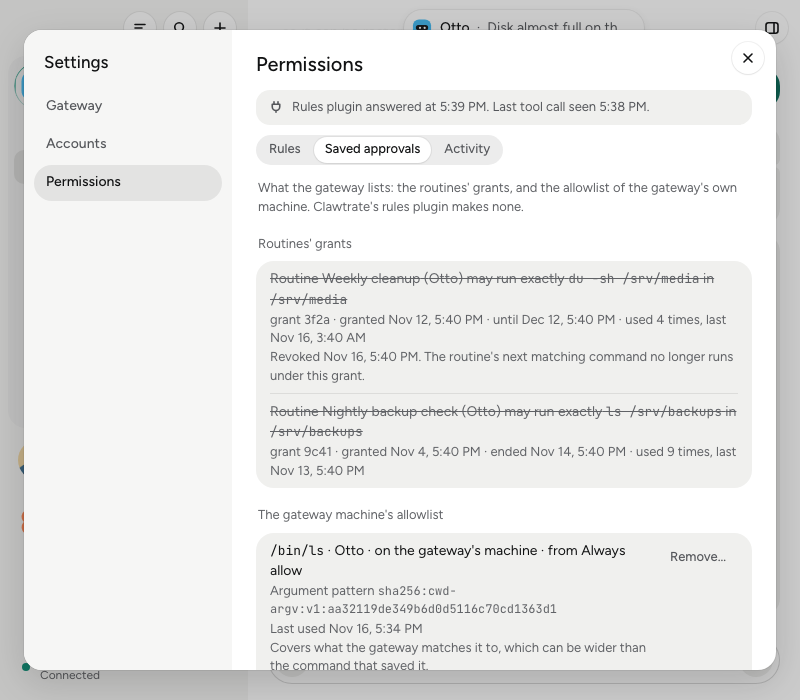 Otto · Disk almost full on th
Settings
Gateway
Accounts
Permissions
Permissions
Rules plugin answered at 5:39 PM. Last tool call seen 5:38 PM.
Rules
Saved approvals
Activity
What the gateway lists: the routines' grants, and the allowlist of the gateway's own
machine. Clawtrate's rules plugin makes none.
Routines' grants
Routine Weekly cleanup (Otto) may run exactly du -sh /srv/media in
/srv/media
grant 3f2a · granted Nov 12, 5:40 PM · until Dec 12, 5:40 PM · used 4 times, last
Nov 16, 3:40 AM
Revoked Nov 16, 5:40 PM. The routine's next matching command no longer runs
under this grant.
Routine Nightly backup check (Otto) may run exactly ls /srv/backups in
/srv/backups
grant 9c41 · granted Nov 4, 5:40 PM · ended Nov 14, 5:40 PM · used 9 times, last
Nov 13, 5:40 PM
The gateway machine's allowlist
/bin/ls · Otto · on the gateway's machine · from Always
allow
Remove...
Argument pattern sha256:cwd-
argv:v1:aa32119de349b6d0d5116c70cd1363d1
Last used Nov 16, 5:34 PM
Covers what the gateway matches it to, which can be wider than
the command that saved it.
Connected